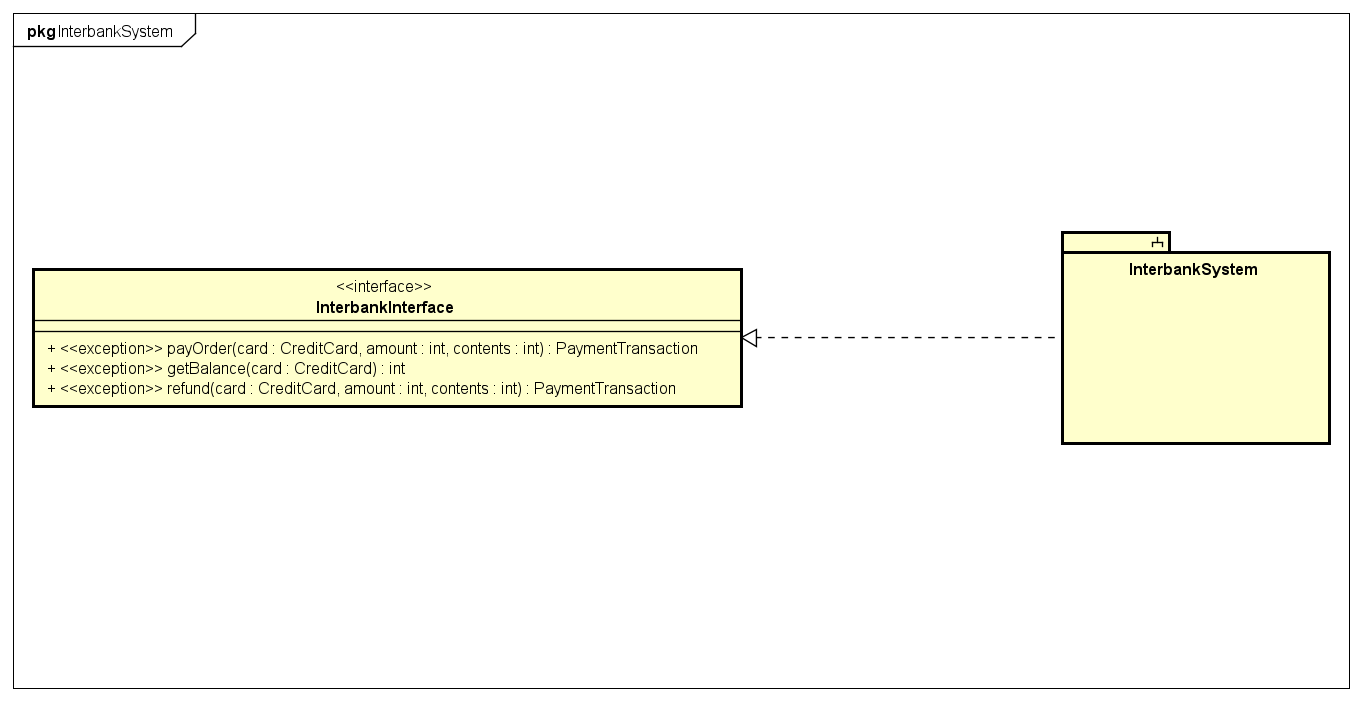 pkg InterbankSystem
<<interface>>
InterbankInterface
+ <<exception>> payOrder(card : CreditCard, amount : int, contents : int) : PaymentTransaction
+ <<exception>> getBalance(card : CreditCard) : int
+ <<exception>> refund(card : CreditCard, amount : int, contents : int) : PaymentTransaction
InterbankSystem